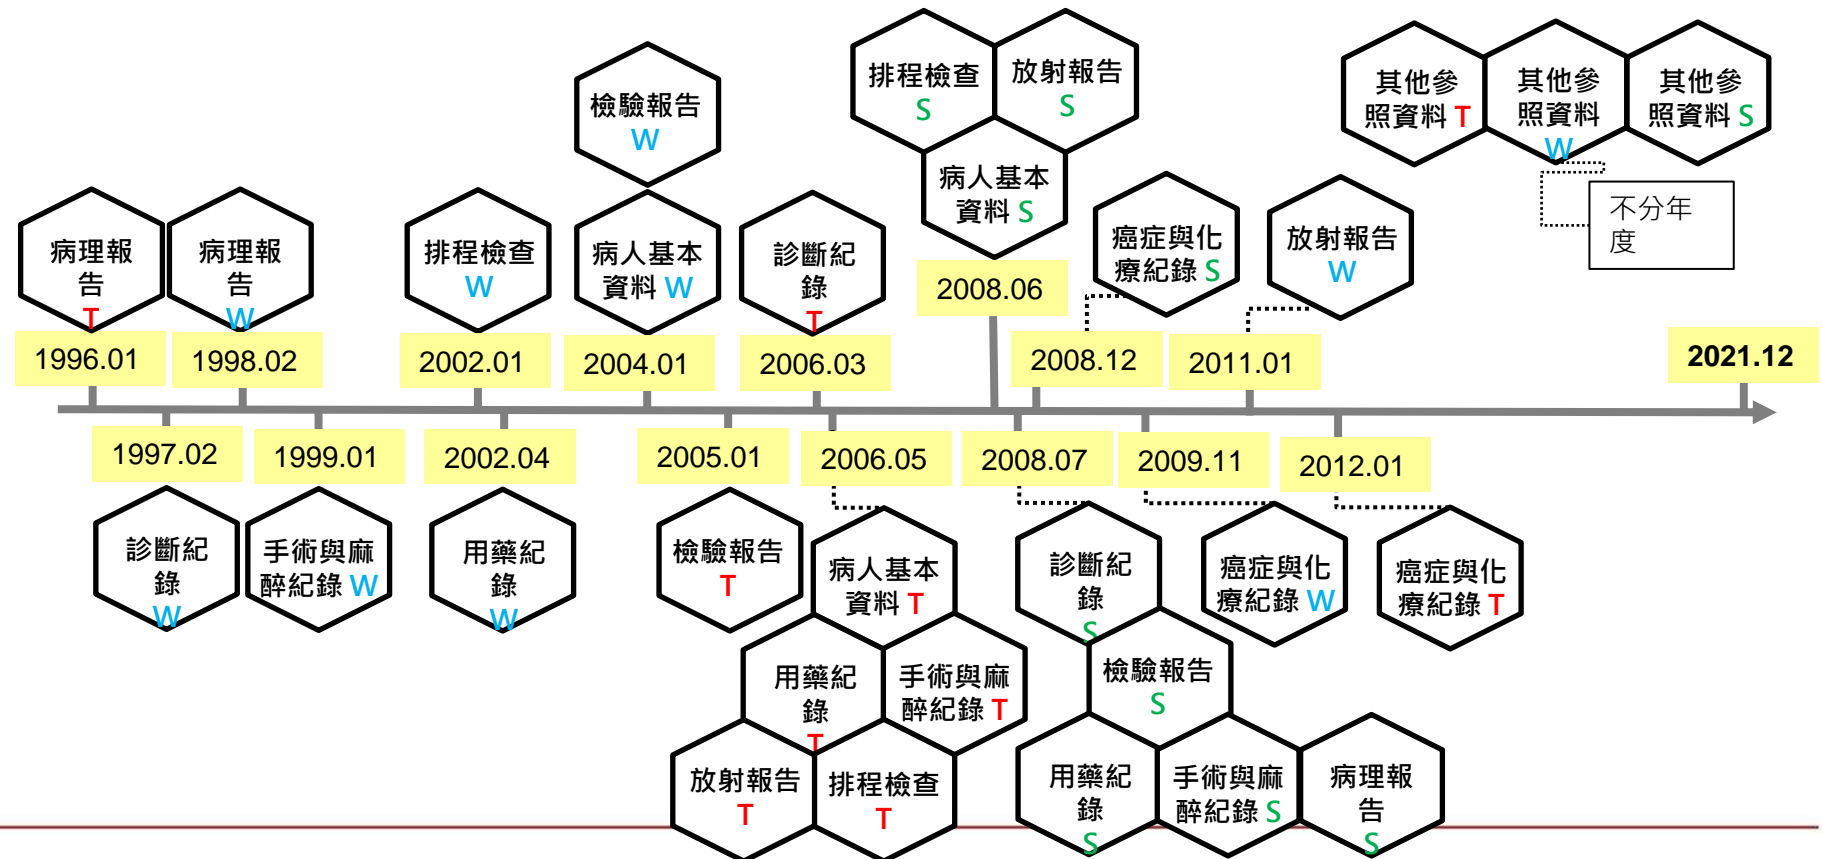 排程檢查
S
放射報告
S
病人基本
資料 S
其他參
照資料 T
其他參
照資料
W
其他參
照資料 S
不分年
度
檢驗報告
W
病理報
告
T
病理報
告
W
排程檢查
W
病人基本
資料 W
診斷紀
錄
T
癌症與化
療紀錄 S
放射報告
W
1996.01
1998.02
2002.01
2004.01
2006.03
2008.06
2008.12
2011.01
2021.12
1997.02
1999.01
2002.04
2005.01
2006.05
2008.07
2009.11
2012.01
診斷紀
錄
W
手術與麻
醉紀錄 W
用藥紀
錄
W
檢驗報告
T
病人基本
資料 T
用藥紀
錄
T
手術與麻
醉紀錄 T
放射報告
T
排程檢查
T
診斷紀
錄
S
檢驗報告
S
用藥紀
錄
S
手術與麻
醉紀錄 S
病理報
告
S
癌症與化
療紀錄 W
癌症與化
療紀錄 T